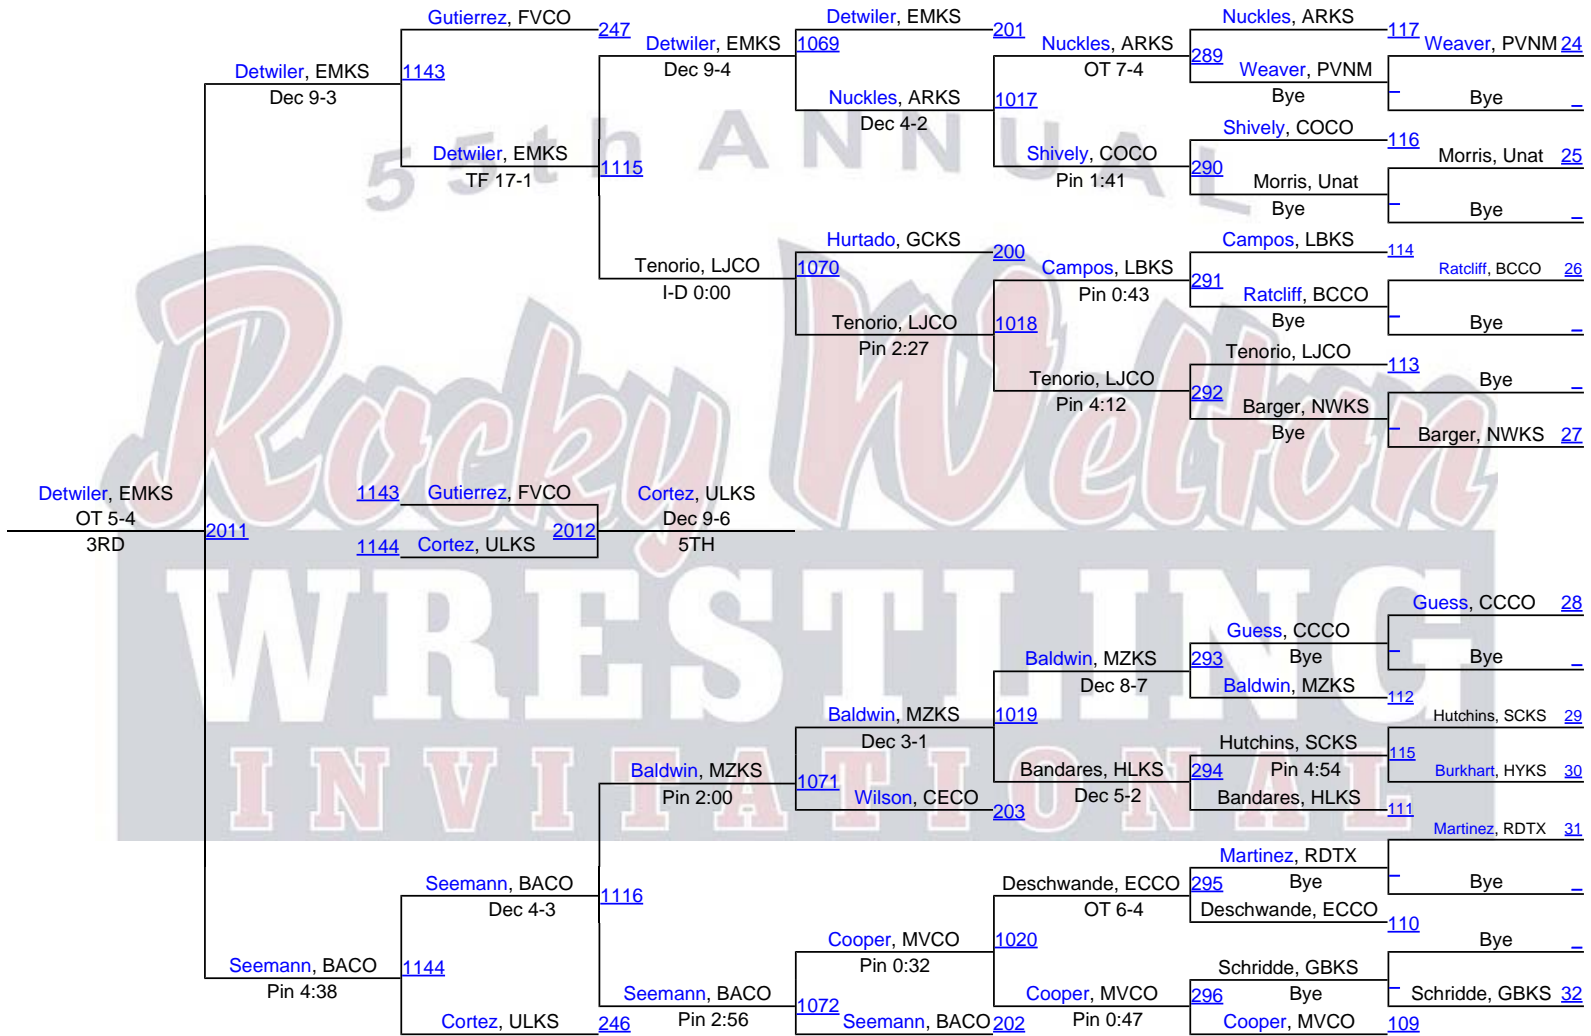 Gutierrez, FVCO
247
Detwiler, EMKS
201
Nuckles, ARKS
117
Weaver, PVNM 24
Detwiler, EMKS
Dec 9-4
1069
Nuckles, ARKS
OT 7-4
289
Weaver, PVNM
Bye
Bye
Detwiler, EMKS
Dec 9-3
1143
Nuckles, ARKS
Dec 4-2
1017
55th ANNUAL
Shively, COCO
116
Morris, Unat 25
Detwiler, EMKS
TF 17-1
1115
Shively, COCO
Pin 1:41
290
Morris, Unat
Bye
Bye
Hurtado, GCKS
200
Campos, LBKS
114
Ratcliff, BCCO 26
Tenorio, LJCO
I-D 0:00
1070
Campos, LBKS
Pin 0:43
291
Ratcliff, BCCO
Bye
Bye
Tenorio, LJCO
Pin 2:27
1018
Tenorio, LJCO
113
Bye
Tenorio, LJCO
Pin 4:12
292
Barger, NWKS
Bye
Barger, NWKS 27
Rocky Welton
Detwiler, EMKS
OT 5-4
3RD
2011
1143 Gutierrez, FVCO
1144 Cortez, ULKS
2012
Cortez, ULKS
Dec 9-6
5TH
WRESTLING
INVITATIONAL
Guess, CCCO 28
Guess, CCCO
Bye
Bye
Baldwin, MZKS
Dec 8-7
293
Baldwin, MZKS
112
Baldwin, MZKS
Dec 3-1
1019
Hutchins, SCKS 29
Hutchins, SCKS
Pin 4:54
115
Burkhart, HYKS 30
Baldwin, MZKS
Pin 2:00
1071
Bandares, HLKS
Dec 5-2
294
Bandares, HLKS
111
Wilson, CECO
203
Martinez, RDTX 31
Martinez, RDTX
Bye
Bye
Seemann, BACO
Dec 4-3
1116
Deschwande, ECCO
OT 6-4
295
Deschwande, ECCO
110
Cooper, MVCO
Pin 0:32
1020
Bye
Seemann, BACO
Pin 4:38
1144
Schridde, GBKS
Bye
Schridde, GBKS 32
Seemann, BACO
Pin 2:56
1072
Cooper, MVCO
Pin 0:47
296
Cortez, ULKS
246
Seemann, BACO 202
Cooper, MVCO
109